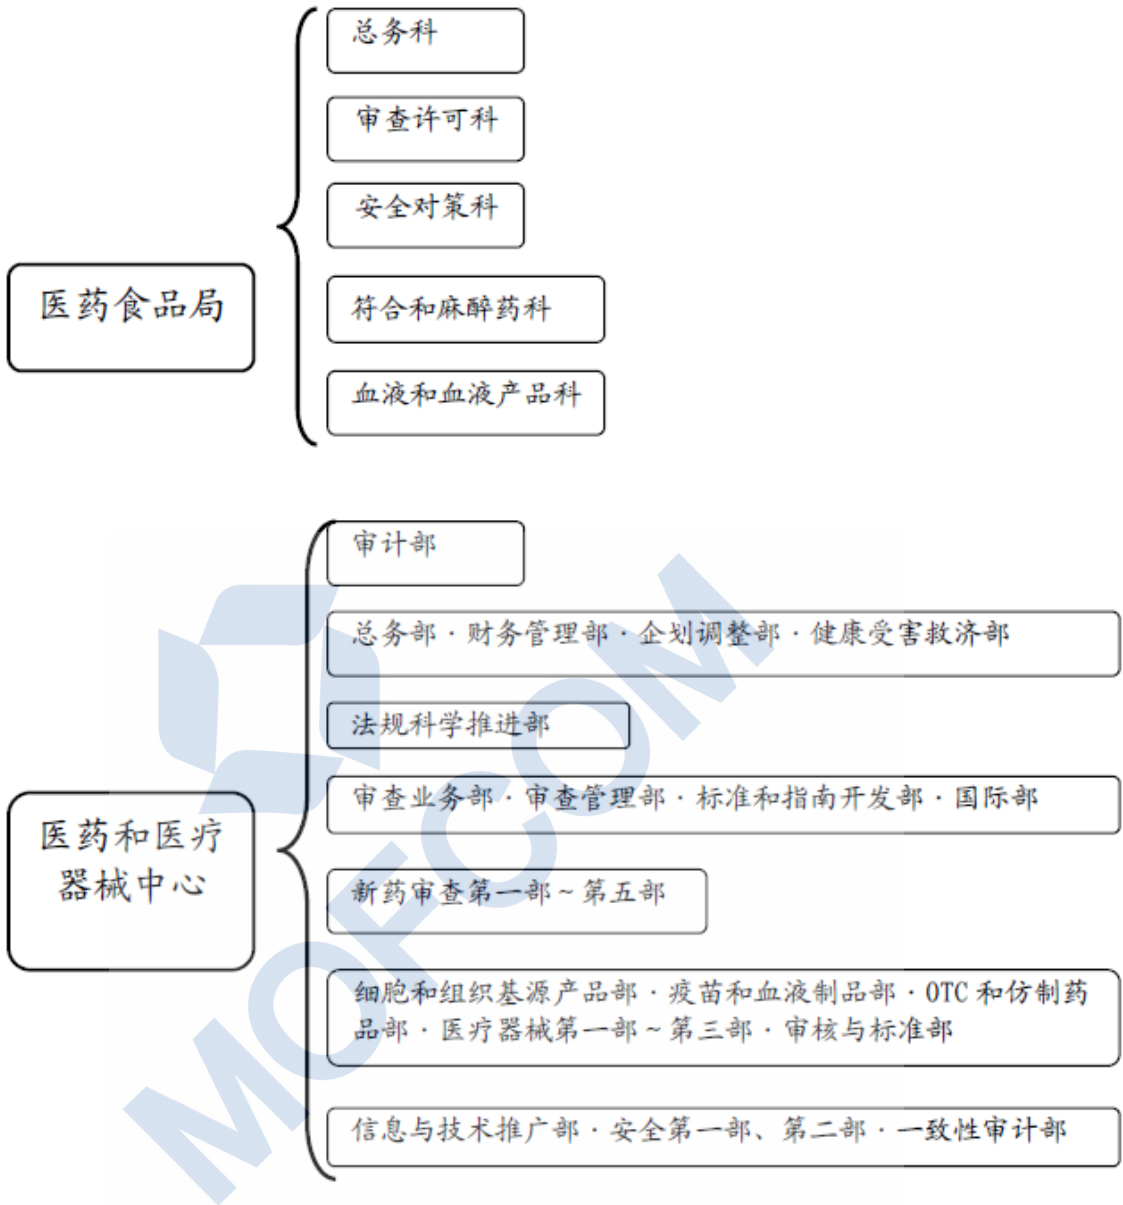 总务科
审查许可科
安全对策科
医药食品局
符合和麻醉药科
血液和血液产品科
审计部
总务部·财务管理部·企划调整部·健康受害救济部
法规科学推进部
审查业务部·审查管理部·标准和指南开发部·国际部
医药和医疗
器械中心
新药审查第一部~第五部
细胞和组织基源产品部·疫苗和血液制品部·OTC和仿制药
品部·医疗器械第一部~第三部·审核与标准部
信息与技术推广部·安全第一部、第二部·一致性审计部
MOFCOM